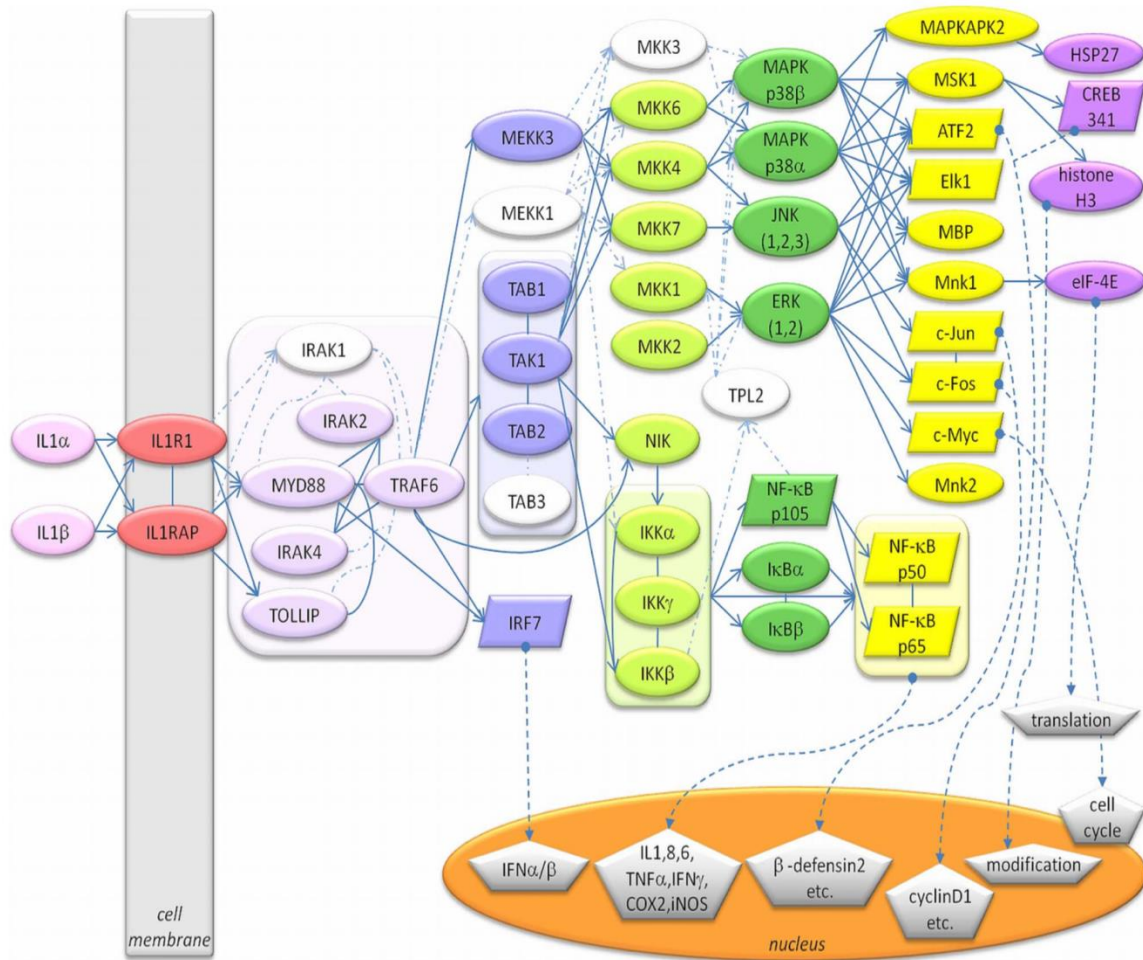 MKK3
MAPKAPK2
HSP27
MAPK
p38β
MSK1
CREB
341
MKK6
MEKK3
ATF2
MAPK
p38α
MKK4
Elk1
histone
H3
MEKK1
JNK
(1,2,3)
MKK7
MBP
TAB1
MKK1
ERK
(1,2)
Mnk1
eIF-4E
c-Jun
IRAK1
TAK1
MKK2
TPL2
c-Fos
IRAK2
TAB2
IL1α
IL1R1
NIK
c-Myc
MYD88
TRAF6
TAB3
NF-κB
p105
Mnk2
IL1β
IL1RAP
IKKα
IRAK4
IκBα
NF-κB
p50
TOLLIP
IRF7
IKKγ
IκBβ
NF-κB
p65
IKKβ
translation
cell
cycle
IFNα/β
IL1,8,6,
TNFα,IFNγ,
COX2,iNOS
β-defensin2
etc.
modification
cyclinD1
etc.
cell
membrane
nucleus